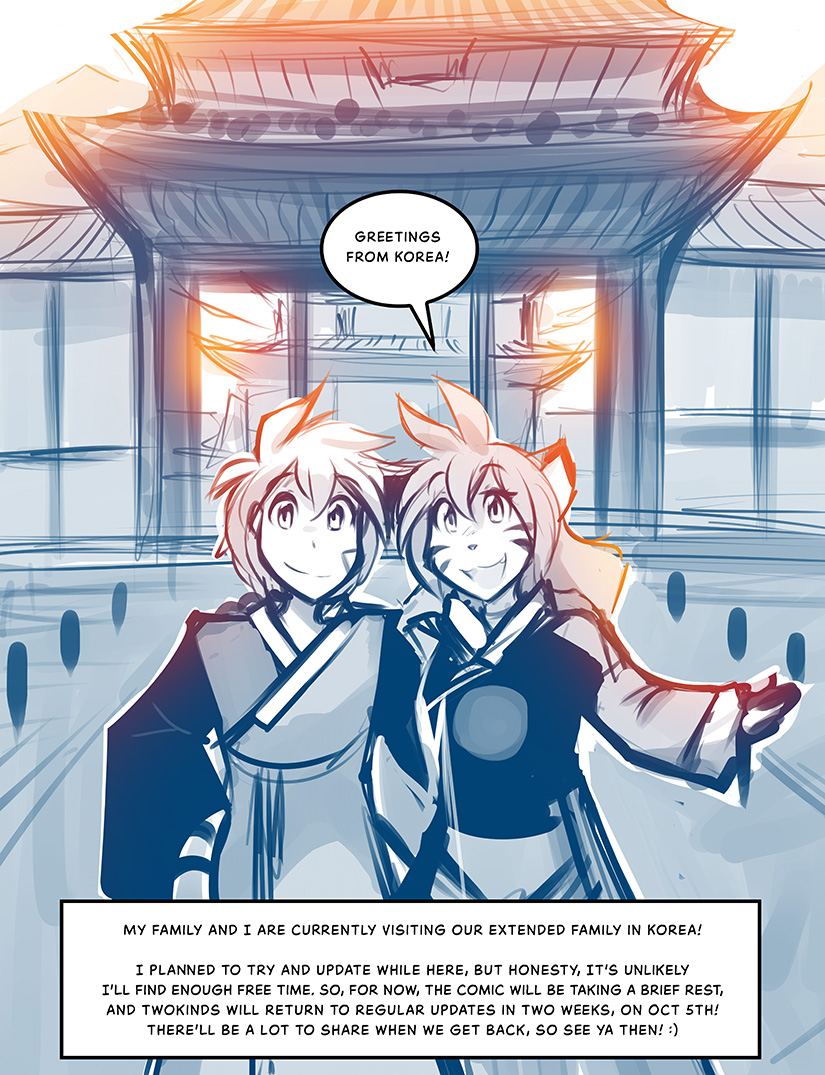 GREETINGS
FROM KOREA!
MY FAMILY AND I ARE CURRENTLY VISITING OUR EXTENDED FAMILY IN KOREA!
I PLANNED TO TRY AND UPDATE WHILE HERE, BUT HONESTY, IT'S UNLIKELY
I'LL FIND ENOUGH FREE TIME. SO, FOR NOW, THE COMIC WILL BE TAKING A BRIEF REST,
AND TWOKINDS WILL RETURN TO REGULAR UPDATES IN TWO WEEKS, ON OCT 5TH!
THERE'LL BE A LOT TO SHARE WHEN WE GET BACK, SO SEE YA THEN! :)